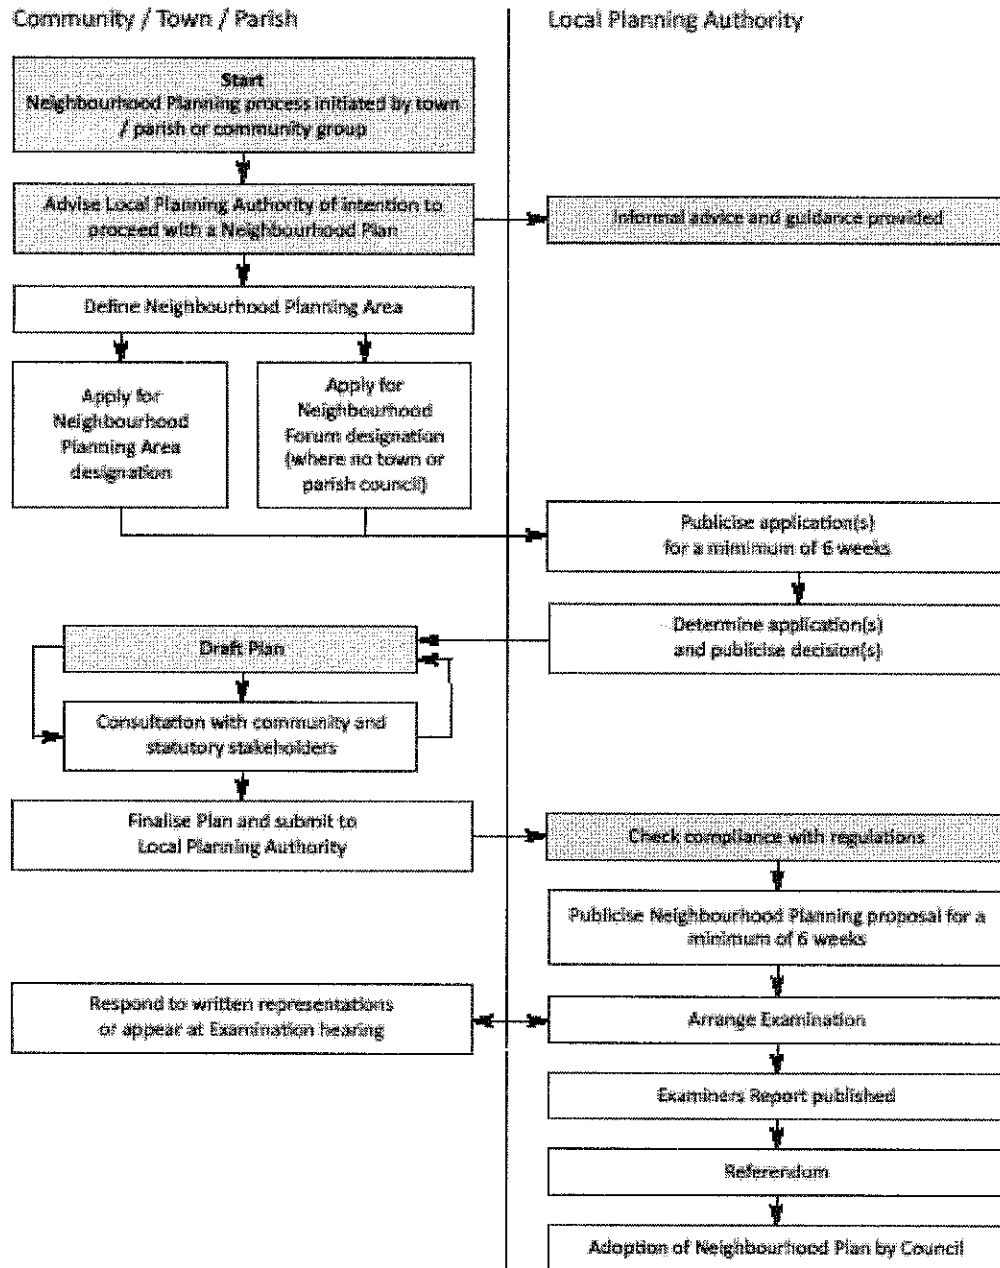 Community / Town / Parish
Local Planning Authority
Start
Neighbourhood Planning process initiated by town
/ parish or community group
Advise Local Planning Authority of intention to
proceed with a Neighbourhood Plan
Informal advice and guidance provided
Define Neighbourhood Planning Area
Apply for
Neighbourhood
Planning Area
designation
Apply for
Neighbourhood
Forum designation
(where no town or
parish council)
Publicise application(s)
for a mimimum of 6 weeks
Determine application(s)
and publicise decision(s)
Draft Plan
Consultation with community and
statutory stakeholders
Finalise Plan and submit to
Local Planning Authority
Check compliance with regulations
Publicise Neighbourhood Planning proposal for a
minimum of 6 weeks
Respond to written representations
or appear at Examination hearing
Arrange Examination
Examiners Report published
Referendum
Adoption of Neighbourhood Plan by Council